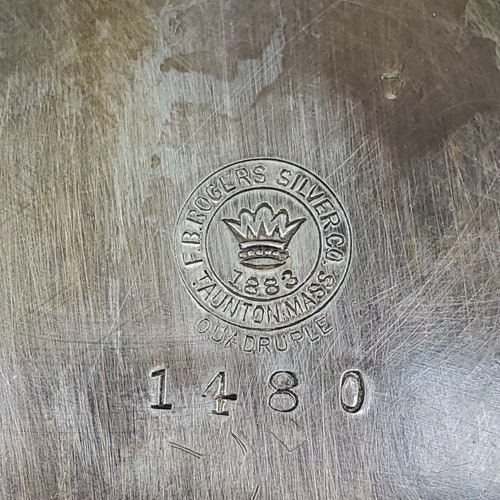 F.B.ROGERS SILVER CO.
1883
TAUNTON.MASS
QUADRUPLE
1480